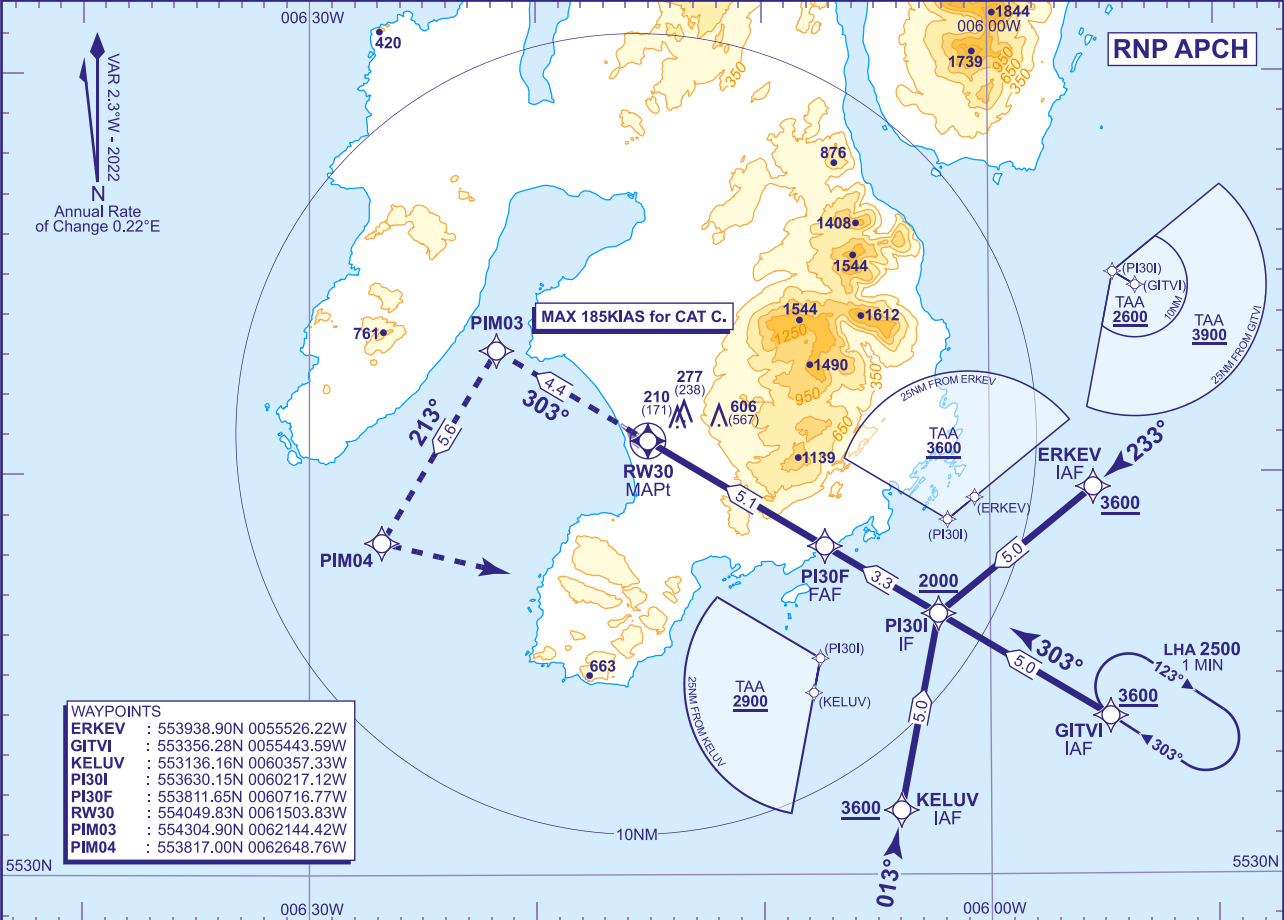 006 30W
006 00W
1844
420
RNP APCH
1739
950
650
350
350
VAR 2.3°W - 2022
N
Annual Rate
of Change 0.22°E
876
1408
1544
(PI30I)
(GITVI)
TAA
2600
10NM
TAA
3900
25NM FROM GITVI
MAX 185KIAS for CAT C.
1544
1612
1250
PIM03
761
1490
350
950
650
4.4
303°
277
(238)
210
(171)
606
(567)
25NM FROM ERKEV
TAA
3600
(ERKEV)
(PI30I)
213°
5.6
1139
RW30
MAPt
5.1
ERKEV
IAF
233°
3600
5.0
PIM04
PI30F
FAF
3.3
2000
PI30I
IF
303°
5.0
LHA 2500
1 MIN
123°
303°
3600
GITVI
IAF
663
(PI30I)
(KELUV)
TAA
2900
25NM FROM KELUV
5.0
3600
KELUV
IAF
013°
10NM
WAYPOINTS
ERKEV : 553938.90N 0055526.22W
GITVI : 553356.28N 0055443.59W
KELUV : 553136.16N 0060357.33W
PI30I : 553630.15N 0060217.12W
PI30F : 553811.65N 0060716.77W
RW30 : 554049.83N 0061503.83W
PIM03 : 554304.90N 0062144.42W
PIM04 : 553817.00N 0062648.76W
5530N
5530N
006 30W
006 00W